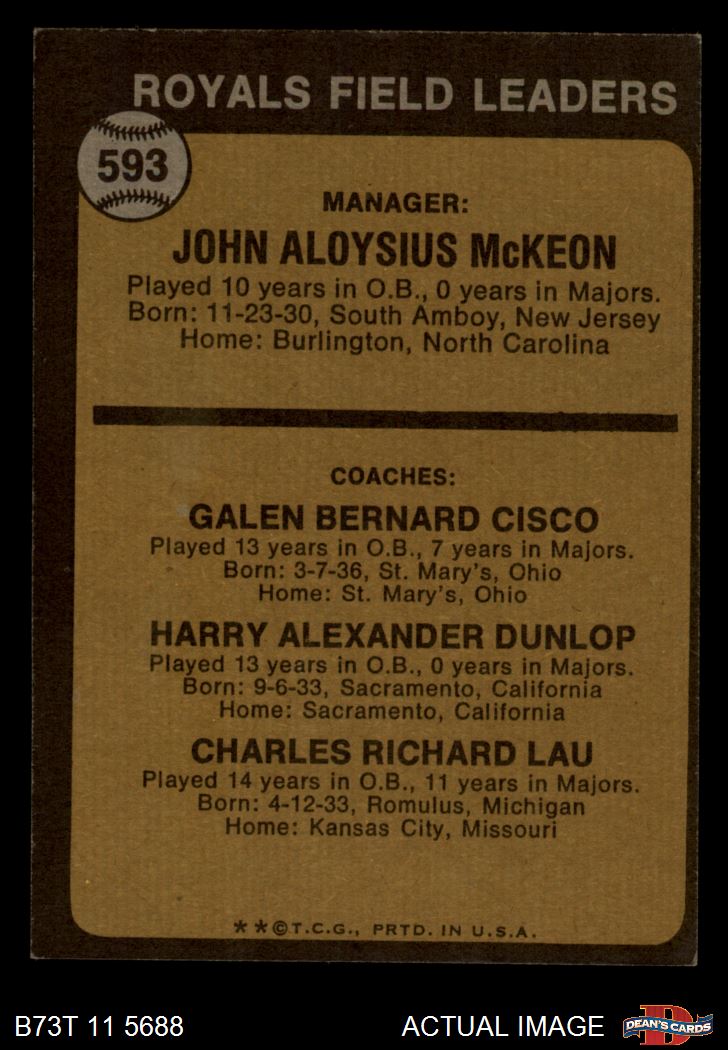 ROYALS FIELD LEADERS
593
MANAGER:
JOHN ALOYSIUS McKEON
Played 10 years in O.B., 0 years in Majors.
Born: 11-23-30, South Amboy, New Jersey
Home: Burlington, North Carolina
COACHES:
GALEN BERNARD CISCO
Played 13 years in O.B., 7 years in Majors.
Born: 3-7-36, St. Mary's, Ohio
Home: St. Mary's, Ohio
HARRY ALEXANDER DUNLOP
Played 13 years in O.B., 0 years in Majors.
Born: 9-6-33, Sacramento, California
Home: Sacramento, California
CHARLES RICHARD LAU
Played 14 years in O.B., 11 years in Majors.
Born: 4-12-33, Romulus, Michigan
Home: Kansas City, Missouri
**©T.C.G., PRTD. IN U.S.A.
B73T 11 5688 ACTUAL IMAGE D DEAN'S CARDS